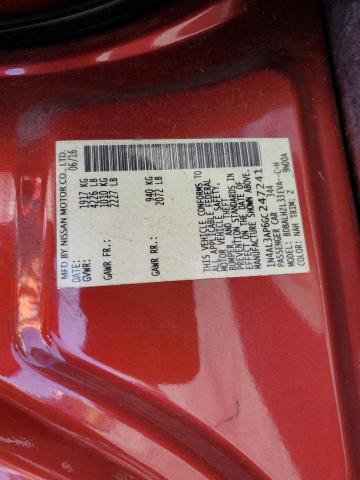 MFD BY NISSAN MOTOR CO., LTD.
DATE: 06/16
GVWR: 1917 KG
4226 LB
GAWR FR.: 1010 KG
2227 LB
GAWR RR.: 940 KG
2072 LB
THIS VEHICLE CONFORMS TO
ALL APPLICABLE FEDERAL
MOTOR VEHICLE SAFETY,
BUMPER, AND THEFT
PREVENTION STANDARDS IN
EFFECT ON THE DATE OF
MANUFACTURE SHOWN ABOVE.
1N4AL3AP6GC247241
PASSENGER CAR 344
MODEL: BDBALHZL33EVA--C-H
COLOR: NAH TRIM: Z 9N00A